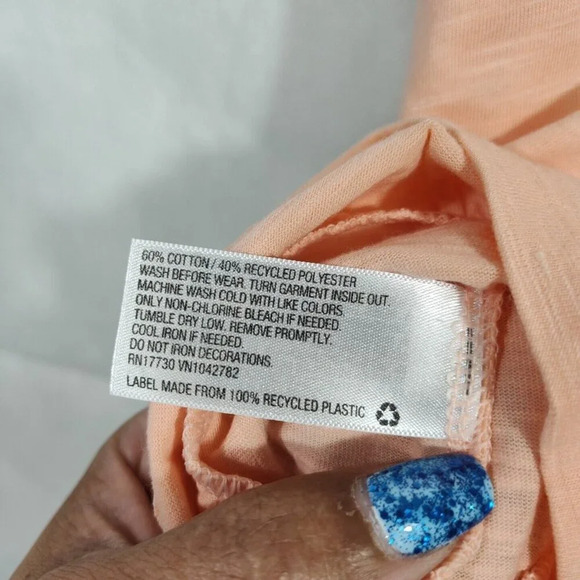 60% COTTON / 40% RECYCLED POLYESTER
WASH BEFORE WEAR. TURN GARMENT INSIDE OUT.
MACHINE WASH COLD WITH LIKE COLORS.
ONLY NON-CHLORINE BLEACH IF NEEDED.
TUMBLE DRY LOW. REMOVE PROMPTLY.
COOL IRON IF NEEDED.
DO NOT IRON DECORATIONS.
RN17730 VN1042782
LABEL MADE FROM 100% RECYCLED PLASTIC